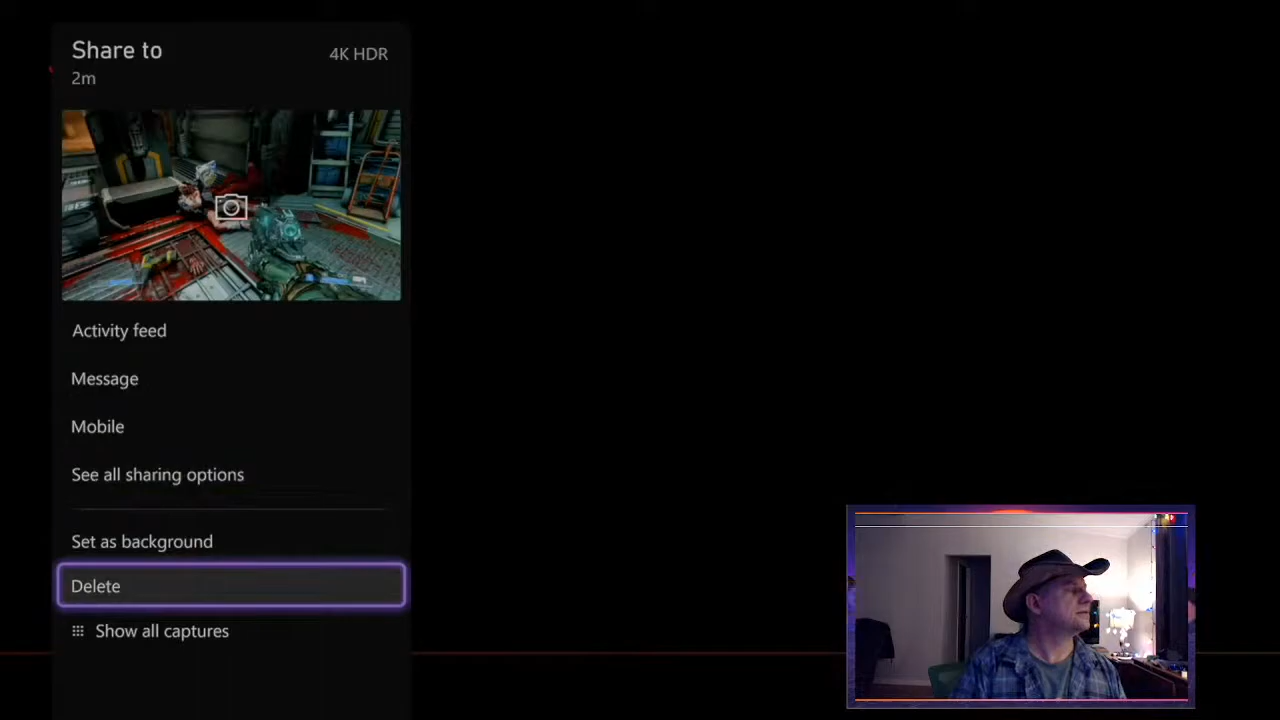 Share to
4K HDR
2m
Activity feed
Message
Mobile
See all sharing options
Set as background
Delete
Show all captures